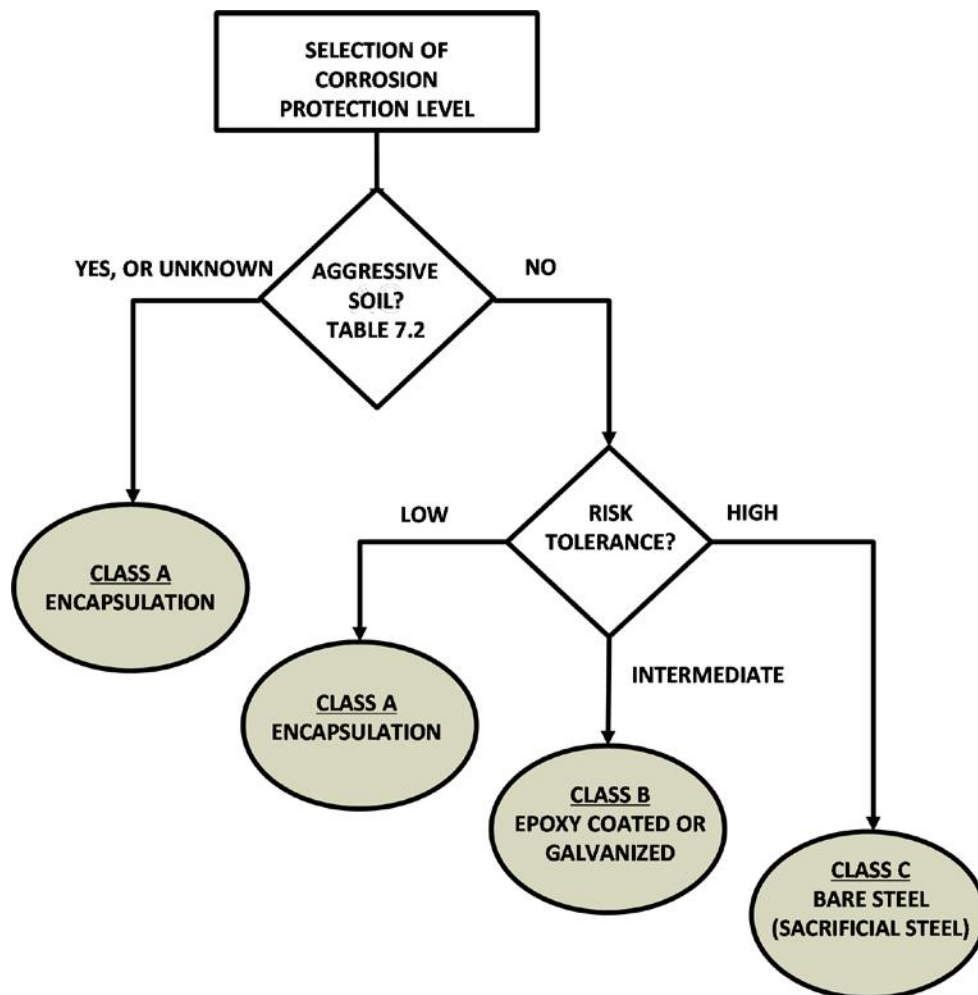 SELECTION OF
CORROSION
PROTECTION LEVEL
YES, OR UNKNOWN
AGGRESSIVE
SOIL?
TABLE 7.2
NO
LOW
RISK
TOLERANCE?
HIGH
CLASS A
ENCAPSULATION
INTERMEDIATE
CLASS A
ENCAPSULATION
CLASS B
EPOXY COATED OR
GALVANIZED
CLASS C
BARE STEEL
(SACRIFICIAL STEEL)